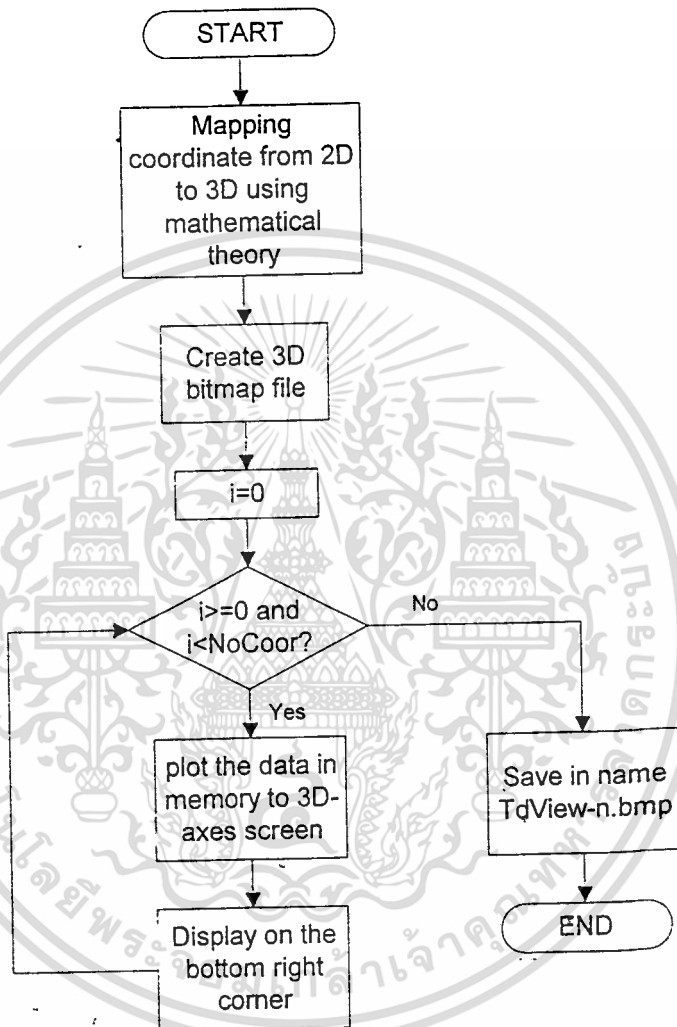 START
Mapping
coordinate from 2D
to 3D using
mathematical
theory
Create 3D
bitmap file
i=0
i>=0 and
i<NoCoor?
No
Yes
plot the data in
memory to 3D-
axes screen
Save in name
TdView-n.bmp
Display on the
bottom right
corner
END